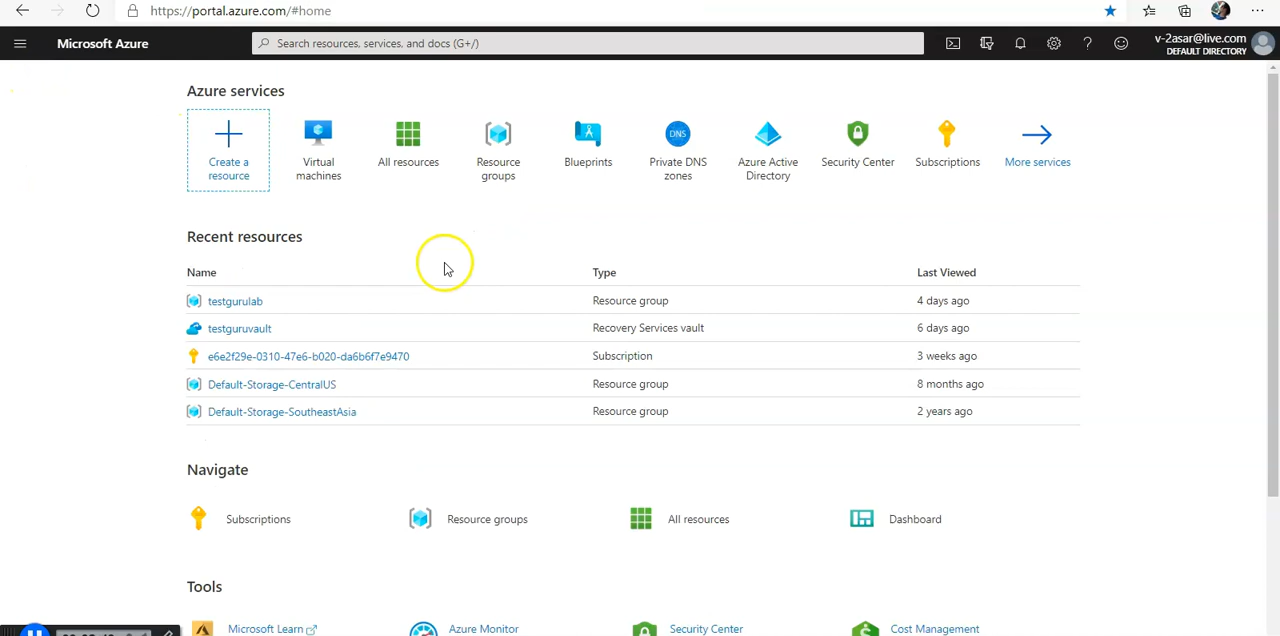 https://portal.azure.com/#home
Microsoft Azure
Search resources, services, and docs (G+/)
v-2asar@live.com
DEFAULT DIRECTORY
Azure services
Create a resource
Virtual machines
All resources
Resource groups
Blueprints
DNS
Private DNS zones
Azure Active Directory
Security Center
Subscriptions
More services
Recent resources
Name Type Last Viewed
testgurulab Resource group 4 days ago
testguruvault Recovery Services vault 6 days ago
e6e2f29e-0310-47e6-b020-da6b6f7e9470 Subscription 3 weeks ago
Default-Storage-CentralUS Resource group 8 months ago
Default-Storage-SoutheastAsia Resource group 2 years ago
Navigate
Subscriptions Resource groups All resources Dashboard
Tools
Microsoft Learn Azure Monitor Security Center Cost Management